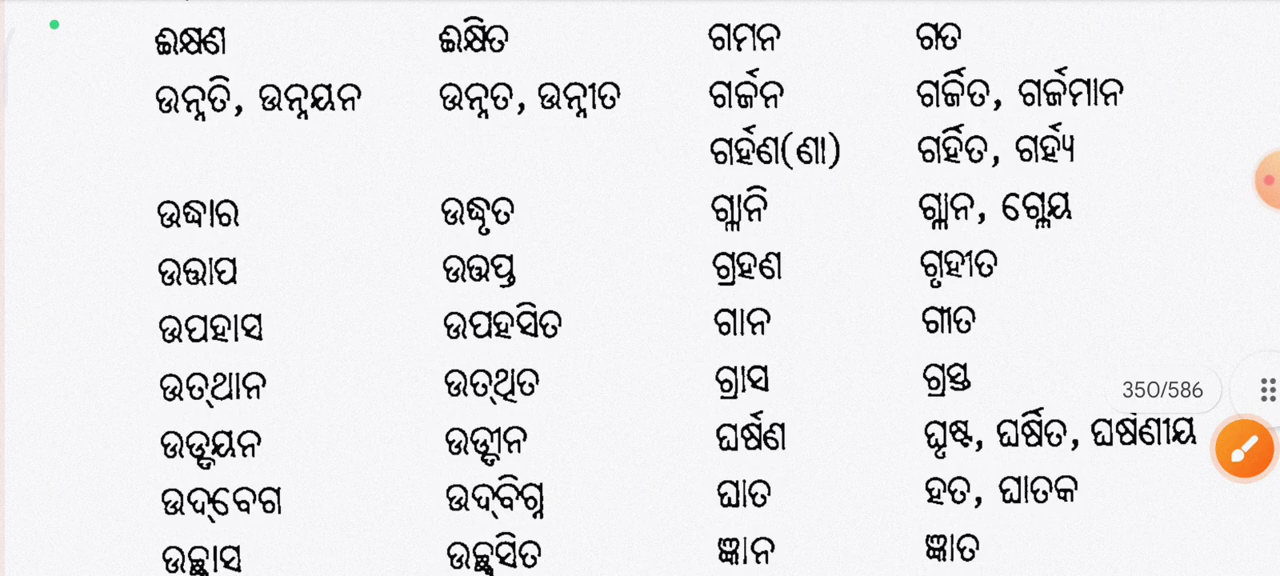 ଈକ୍ଷଣ ଈକ୍ଷିତ ଗମନ ଗତ
ଉନ୍ନତି, ଉନ୍ନୟନ ଉନ୍ନତ, ଉନ୍ନୀତ ଗର୍ଜନ ଗର୍ଜିତ, ଗର୍ଜମାନ
ଗର୍ହଣ(ଣା) ଗର୍ହିତ, ଗର୍ହ୍ୟ
ଉଦ୍ଧାର ଉଦ୍ଧୃତ ଗ୍ଳାନି ଗ୍ଳାନ, ଗ୍ଳେୟ
ଉତ୍ତାପ ଉତ୍ତପ୍ତ ଗ୍ରହଣ ଗୃହୀତ
ଉପହାସ ଉପହସିତ ଗାନ ଗୀତ
ଉତ୍‌ଥାନ ଉତ୍‌ଥିତ ଗ୍ରାସ ଗ୍ରସ୍ତ
350/586
ଉଡ୍ଡୟନ ଉଡ୍ଡୀନ ଘର୍ଷଣ ଘୃଷ୍ଟ, ଘର୍ଷିତ, ଘର୍ଷଣୀୟ
ଉଦ୍‌ବେଗ ଉଦ୍‌ବିଗ୍ନ ଘାତ ହତ, ଘାତକ
ଉଚ୍ଛ୍ୱାସ ଉଚ୍ଛ୍ୱସିତ ଜ୍ଞାନ ଜ୍ଞାତ